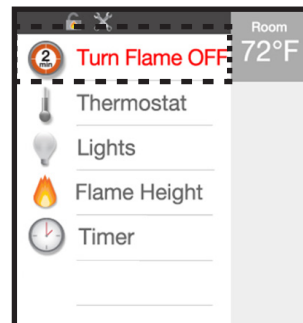 Room
72°F
2 min
Turn Flame OFF
Thermostat
Lights
Flame Height
Timer